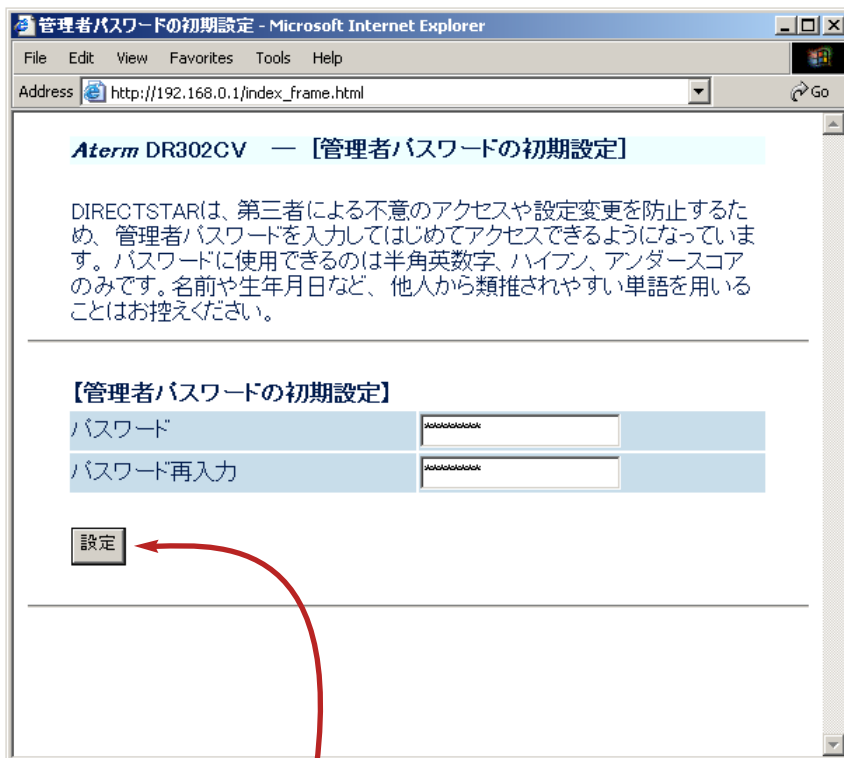 管理者パスワードの初期設定 - Microsoft Internet Explorer
File Edit View Favorites Tools Help
Address http://192.168.0.1/index_frame.html Go
Aterm DR302CV － [管理者パスワードの初期設定]
DIRECTSTARは、第三者による不意のアクセスや設定変更を防止するた
め、管理者パスワードを入力してはじめてアクセスできるようになっていま
す。パスワードに使用できるのは半角英数字、ハイフン、アンダースコア
のみです。名前や生年月日など、他人から類推されやすい単語を用いる
ことはお控えください。
【管理者パスワードの初期設定】
パスワード **********
パスワード再入力 **********
設定